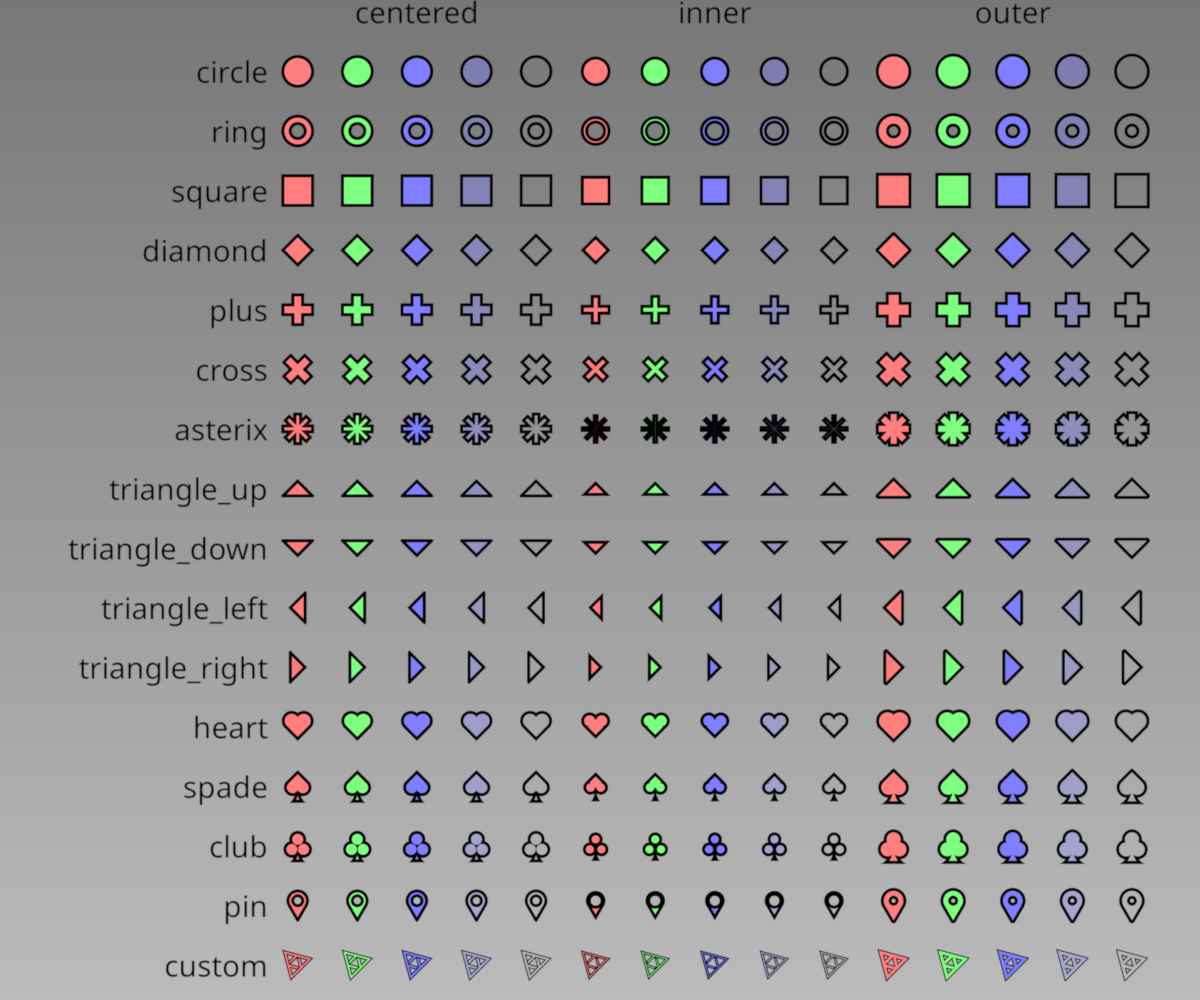 centered inner outer
circle
ring
square
diamond
plus
cross
asterix
triangle_up
triangle_down
triangle_left
triangle_right
heart
spade
club
pin
custom